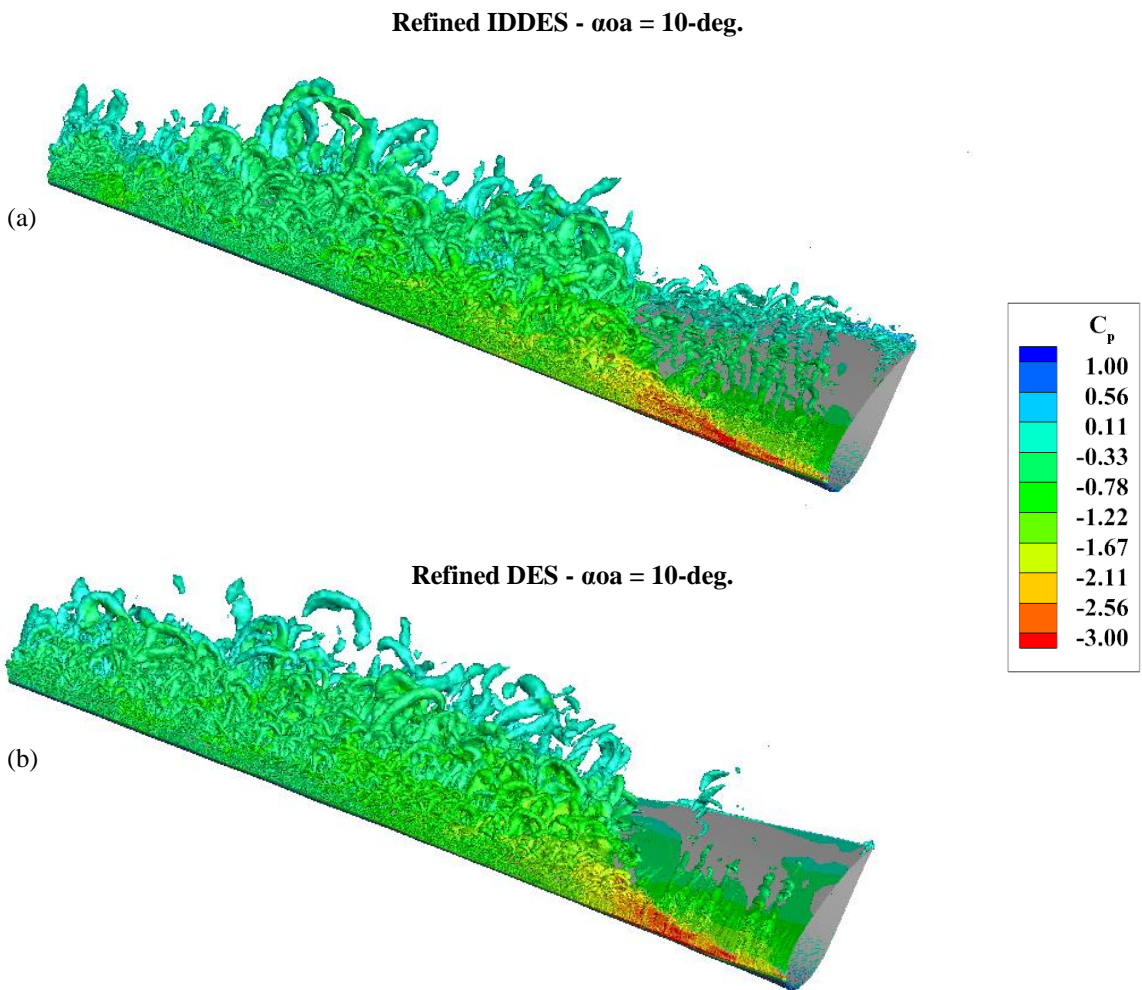 Refined IDDES - αoa = 10-deg.
(a)
Cp
1.00
0.56
0.11
-0.33
-0.78
-1.22
-1.67
-2.11
-2.56
-3.00
Refined DES - αoa = 10-deg.
(b)